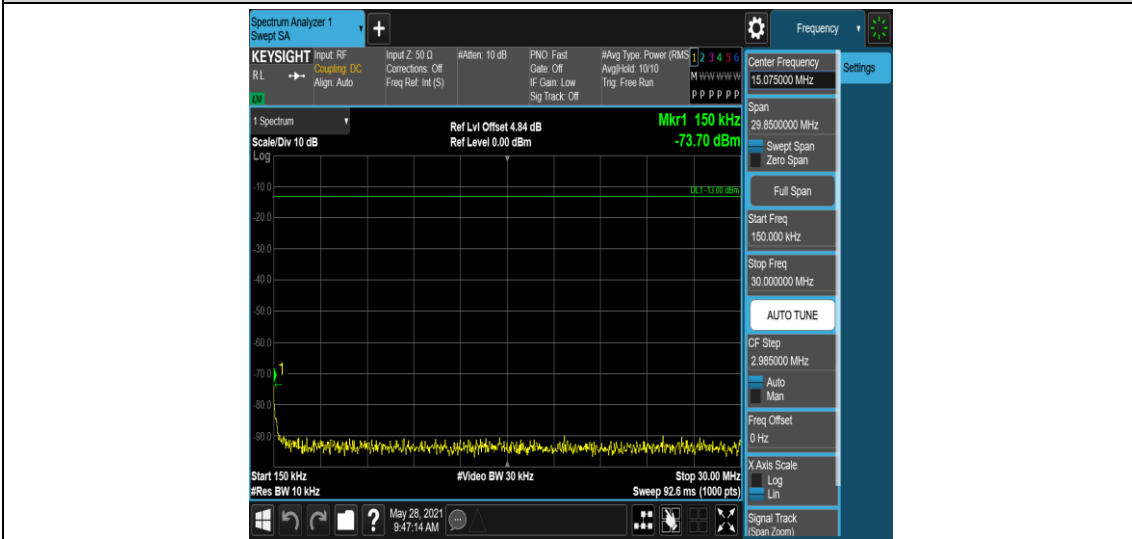 Spectrum Analyzer 1
Swept SA
+
Frequency
KEYSIGHT
RL
LXI
Input: RF
Coupling: DC
Align: Auto
Input Z: 50 Ω
Corrections: Off
Freq Ref: Int (S)
#Atten: 10 dB
PNO: Fast
Gate: Off
IF Gain: Low
Sig Track: Off
#Avg Type: Power (RMS
Avg|Hold: 10/10
Trig: Free Run
1 2 3 4 5 6
M W W W W W
P P P P P P
1 Spectrum
Scale/Div 10 dB
Log
Ref Lvl Offset 4.84 dB
Ref Level 0.00 dBm
Mkr1 150 kHz
-73.70 dBm
DL1 -13.00 dBm
-10.0
-20.0
-30.0
-40.0
-50.0
-60.0
-70.0
1
-80.0
-90.0
Start 150 kHz
#Res BW 10 kHz
#Video BW 30 kHz
Stop 30.00 MHz
Sweep 92.6 ms (1000 pts)
?
May 28, 2021
9:47:14 AM
Center Frequency
15.075000 MHz
Settings
Span
29.8500000 MHz
Swept Span
Zero Span
Full Span
Start Freq
150.000 kHz
Stop Freq
30.000000 MHz
AUTO TUNE
CF Step
2.985000 MHz
Auto
Man
Freq Offset
0 Hz
X Axis Scale
Log
Lin
Signal Track
(Span Zoom)